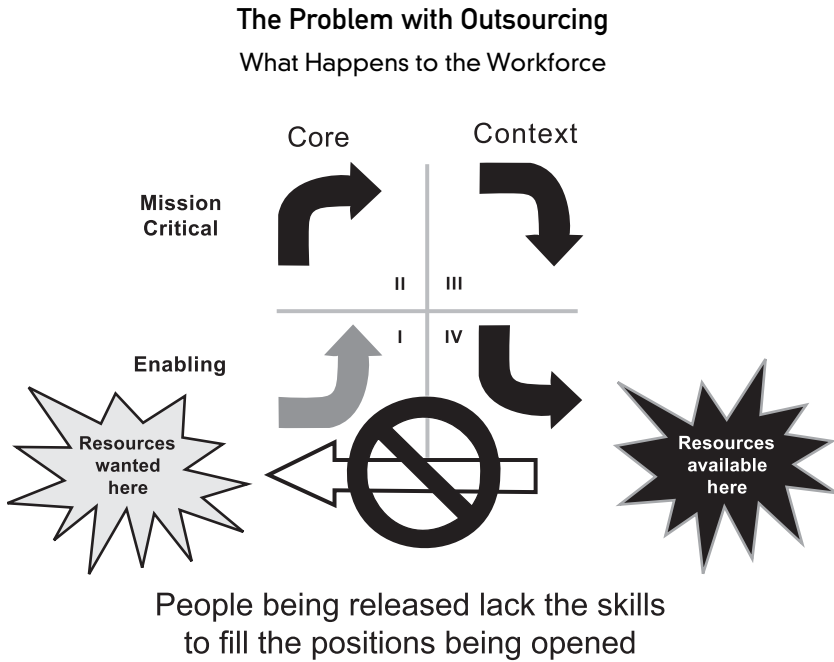 The Problem with Outsourcing
What Happens to the Workforce
Core
Context
Mission
Critical
II
III
I
IV
Enabling
Resources
wanted
here
Resources
available
here
People being released lack the skills
to fill the positions being opened